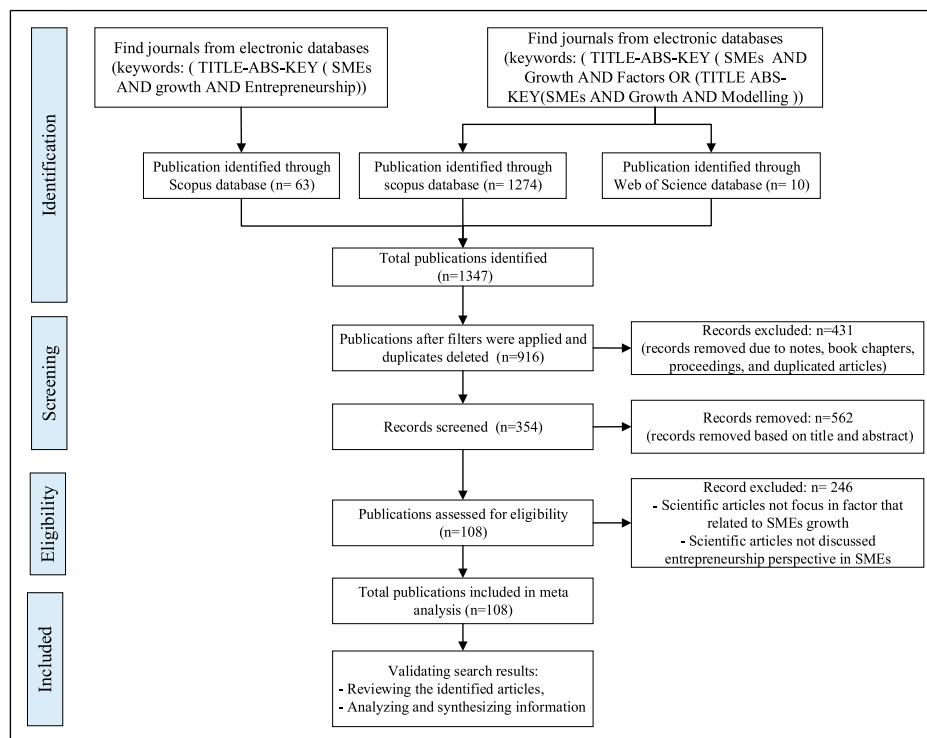 Identification
Find journals from electronic databases
(keywords: ( TITLE-ABS-KEY ( SMEs
AND growth AND Entrepreneurship))
Find journals from electronic databases
(keywords: ( TITLE-ABS-KEY ( SMEs  AND
Growth AND Factors OR (TITLE ABS-
KEY(SMEs AND Growth AND Modelling ))
Publication identified through
Scopus database (n= 63)
Publication identified through
scopus database (n= 1274)
Publication identified through
Web of Science database (n= 10)
Total publications identified
(n=1347)
Screening
Publications after filters were applied and
duplicates deleted  (n=916)
Records excluded: n=431
(records removed due to notes, book chapters,
proceedings, and duplicated articles)
Records screened  (n=354)
Records removed: n=562
(records removed based on title and abstract)
Eligibility
Publications assessed for eligibility
(n=108)
Record excluded: n= 246
- Scientific articles not focus in factor that
related to SMEs growth
- Scientific articles not discussed
entrepreneurship perspective in SMEs
Included
Total publications included in meta
analysis (n=108)
Validating search results:
- Reviewing the identified articles,
- Analyzing and synthesizing information